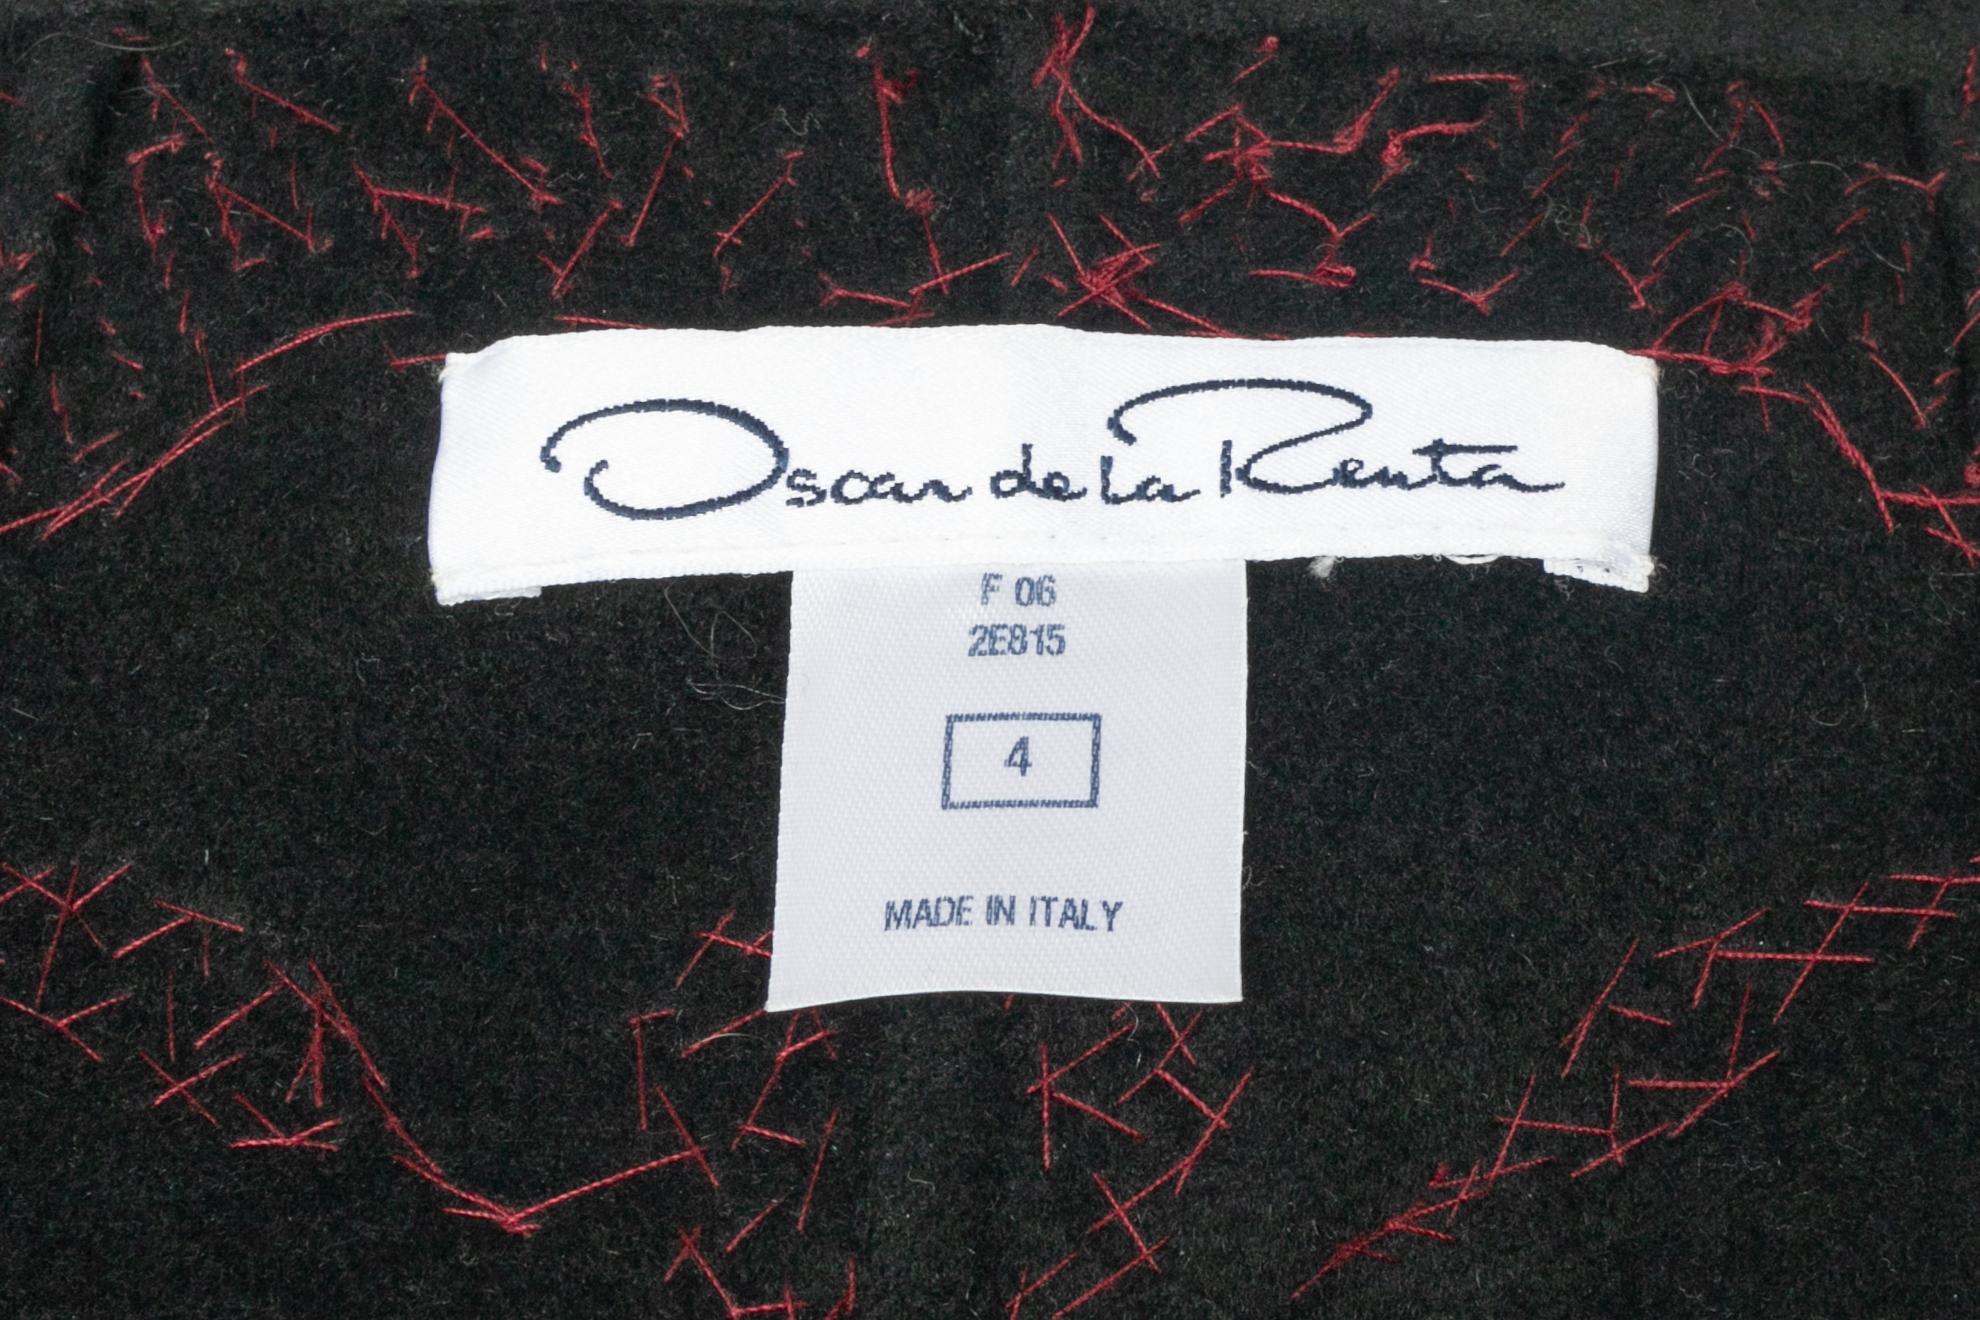 Oscar de la Renta
F 06
2E815
4
MADE IN ITALY